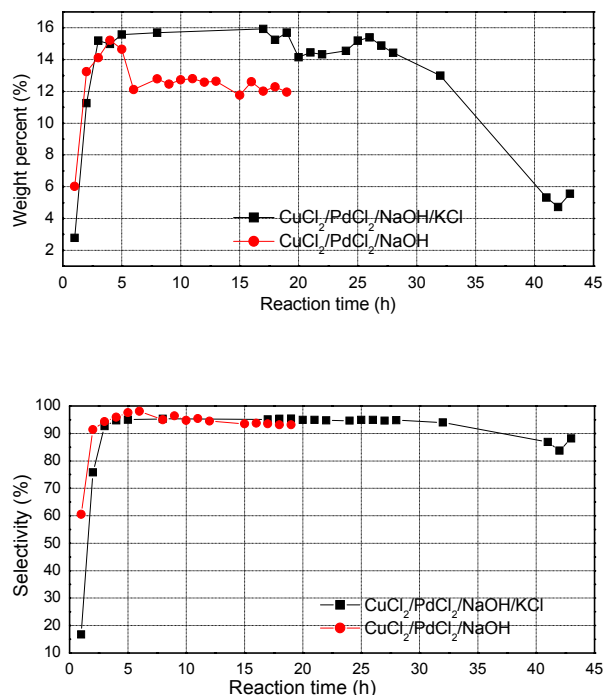 Weight percent (%)
16
14
12
10
8
6
4
2
CuCl2/PdCl2/NaOH/KCl
CuCl2/PdCl2/NaOH
0 5 10 15 20 25 30 35 40 45
Reaction time (h)
Selectivity (%)
100
90
80
70
60
50
40
30
20
10
CuCl2/PdCl2/NaOH/KCl
CuCl2/PdCl2/NaOH
0 5 10 15 20 25 30 35 40 45
Reaction time (h)